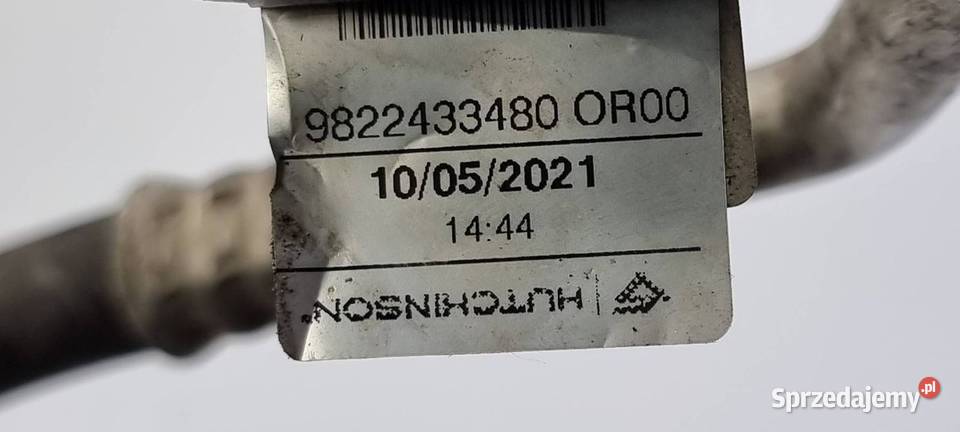 9822433480 OR00
10/05/2021
14:44
HUTCHINSON
T
Sprzedajemy.pl